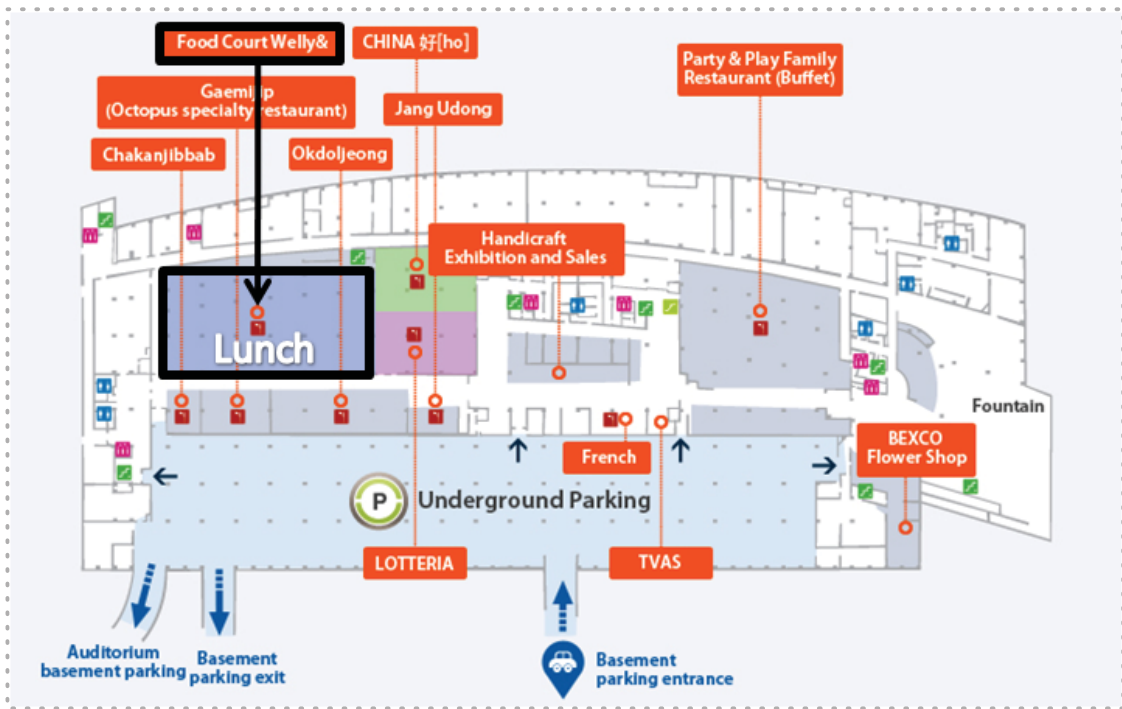 Food Court Welly&
CHINA 好[ho]
Party & Play Family
Restaurant (Buffet)
Gaemijip
(Octopus specialty restaurant)
Jang Udong
Chakanjibbab
Okdoljeong
Handicraft
Exhibition and Sales
Lunch
Fountain
BEXCO
Flower Shop
French
P
Underground Parking
LOTTERIA
TVAS
Auditorium
basement parking
Basement
parking exit
Basement
parking entrance